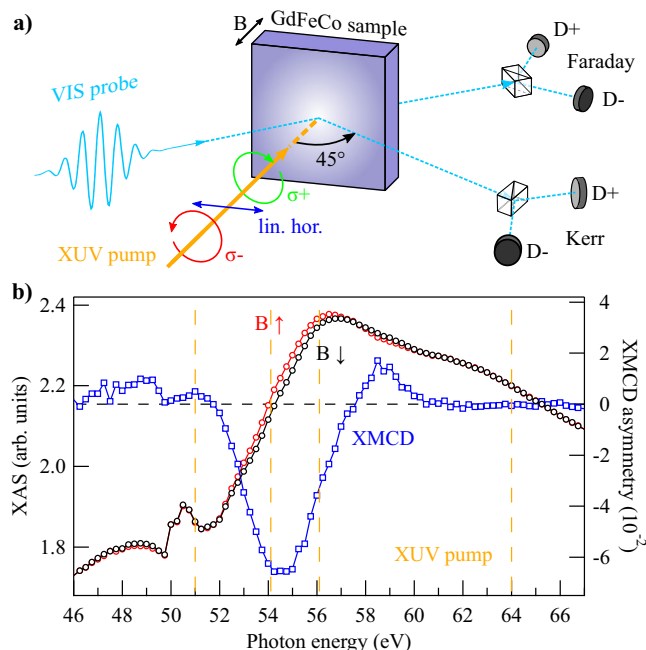 a)
B
GdFeCo sample
VIS probe
D+
Faraday
D-
45°
σ+
lin. hor.
XUV pump
σ-
D+
Kerr
D-
b)
2.4
2.2
2.0
1.8
XAS (arb. units)
B ↑
B ↓
XMCD
XUV pump
4
2
0
-2
-4
-6
XMCD asymmetry (10⁻²)
46 48 50 52 54 56 58 60 62 64 66
Photon energy (eV)